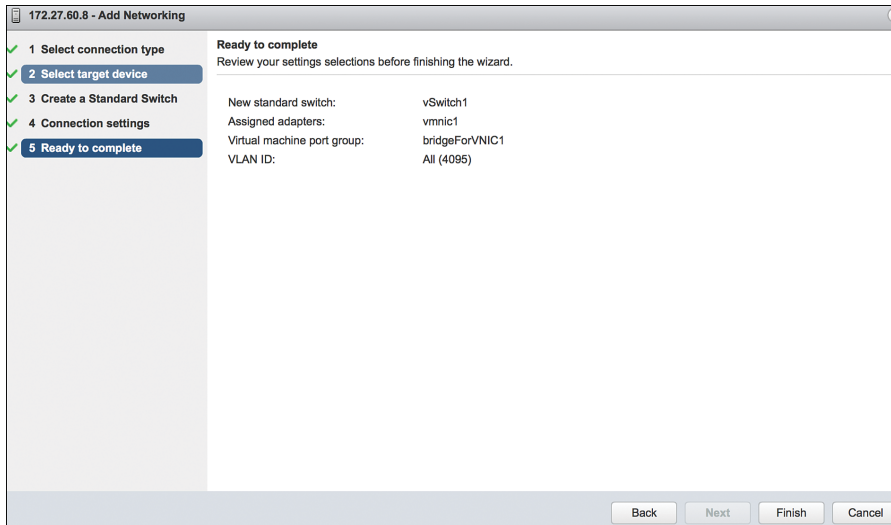 172.27.60.8 - Add Networking
1 Select connection type
2 Select target device
3 Create a Standard Switch
4 Connection settings
5 Ready to complete
Ready to complete
Review your settings selections before finishing the wizard.
New standard switch: vSwitch1
Assigned adapters: vmnic1
Virtual machine port group: bridgeForVNIC1
VLAN ID: All (4095)
Back Next Finish Cancel